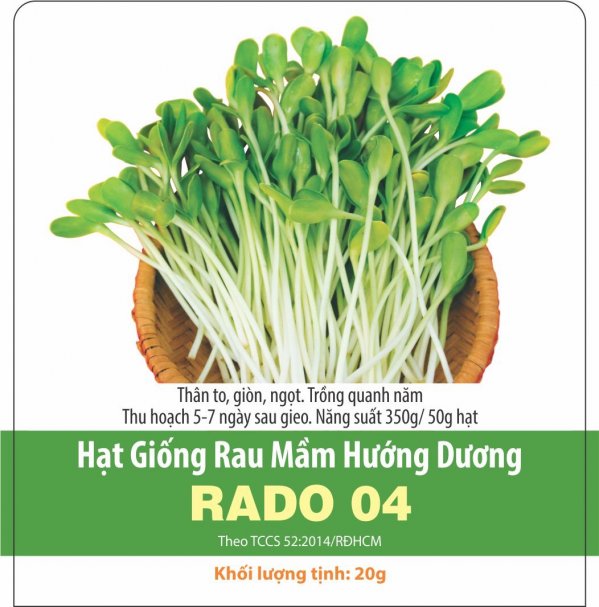 Thân to, giòn, ngọt. Trồng quanh năm
Thu hoạch 5-7 ngày sau gieo. Năng suất 350g/ 50g hạt
Hạt Giống Rau Mầm Hướng Dương
RADO 04
Theo TCCS 52:2014/RĐHCM
Khối lượng tịnh: 20g